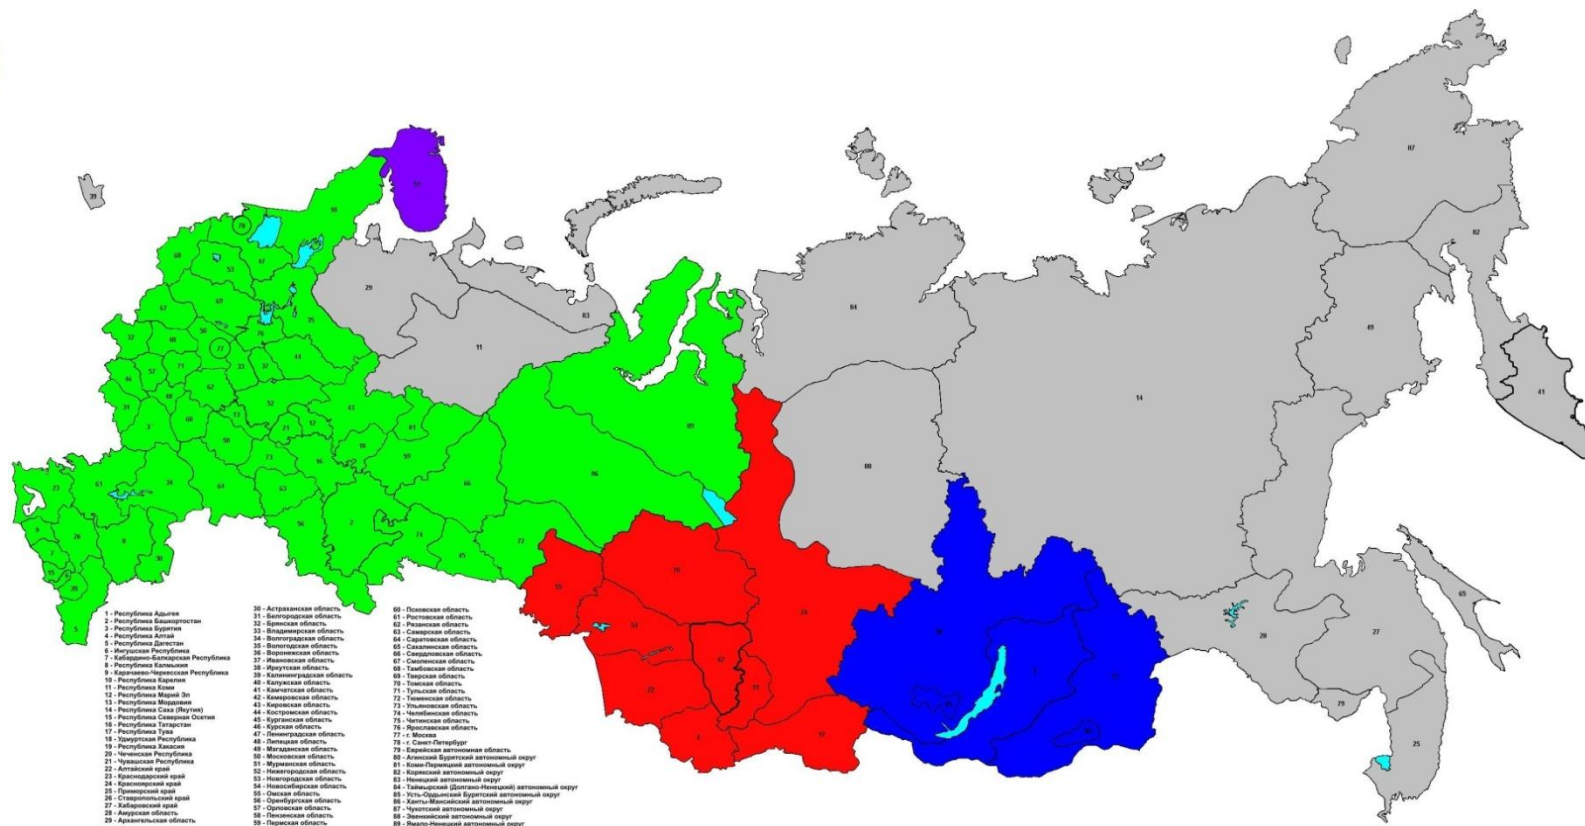 1 - Республика Адыгея
2 - Республика Башкортостан
3 - Республика Бурятия
4 - Республика Алтай
5 - Республика Дагестан
6 - Ингушская Республика
7 - Кабардино-Балкарская Республика
8 - Республика Калмыкия
9 - Карачаево-Черкесская Республика
10 - Республика Карелия
11 - Республика Коми
12 - Республика Марий Эл
13 - Республика Мордовия
14 - Республика Саха (Якутия)
15 - Республика Северная Осетия
16 - Республика Татарстан
17 - Республика Тува
18 - Удмуртская Республика
19 - Республика Хакасия
20 - Чеченская Республика
21 - Чувашская Республика
22 - Алтайский край
23 - Краснодарский край
24 - Красноярский край
25 - Приморский край
26 - Ставропольский край
27 - Хабаровский край
28 - Амурская область
29 - Архангельская область
30 - Астраханская область
31 - Белгородская область
32 - Брянская область
33 - Владимирская область
34 - Волгоградская область
35 - Вологодская область
36 - Воронежская область
37 - Ивановская область
38 - Иркутская область
39 - Калининградская область
40 - Калужская область
41 - Камчатская область
42 - Кемеровская область
43 - Кировская область
44 - Костромская область
45 - Курганская область
46 - Курская область
47 - Ленинградская область
48 - Липецкая область
49 - Магаданская область
50 - Московская область
51 - Мурманская область
52 - Нижегородская область
53 - Новгородская область
54 - Новосибирская область
55 - Омская область
56 - Оренбургская область
57 - Орловская область
58 - Пензенская область
59 - Пермская область
60 - Псковская область
61 - Ростовская область
62 - Рязанская область
63 - Самарская область
64 - Саратовская область
65 - Сахалинская область
66 - Свердловская область
67 - Смоленская область
68 - Тамбовская область
69 - Тверская область
70 - Томская область
71 - Тульская область
72 - Тюменская область
73 - Ульяновская область
74 - Челябинская область
75 - Читинская область
76 - Ярославская область
77 - г. Москва
78 - г. Санкт-Петербург
79 - Еврейская автономная область
80 - Агинский Бурятский автономный округ
81 - Коми-Пермяцкий автономный округ
82 - Корякский автономный округ
83 - Ненецкий автономный округ
84 - Таймырский (Долгано-Ненецкий) автономный округ
85 - Усть-Ордынский Бурятский автономный округ
86 - Ханты-Мансийский автономный округ
87 - Чукотский автономный округ
88 - Эвенкийский автономный округ
89 - Ямало-Ненецкий автономный округ